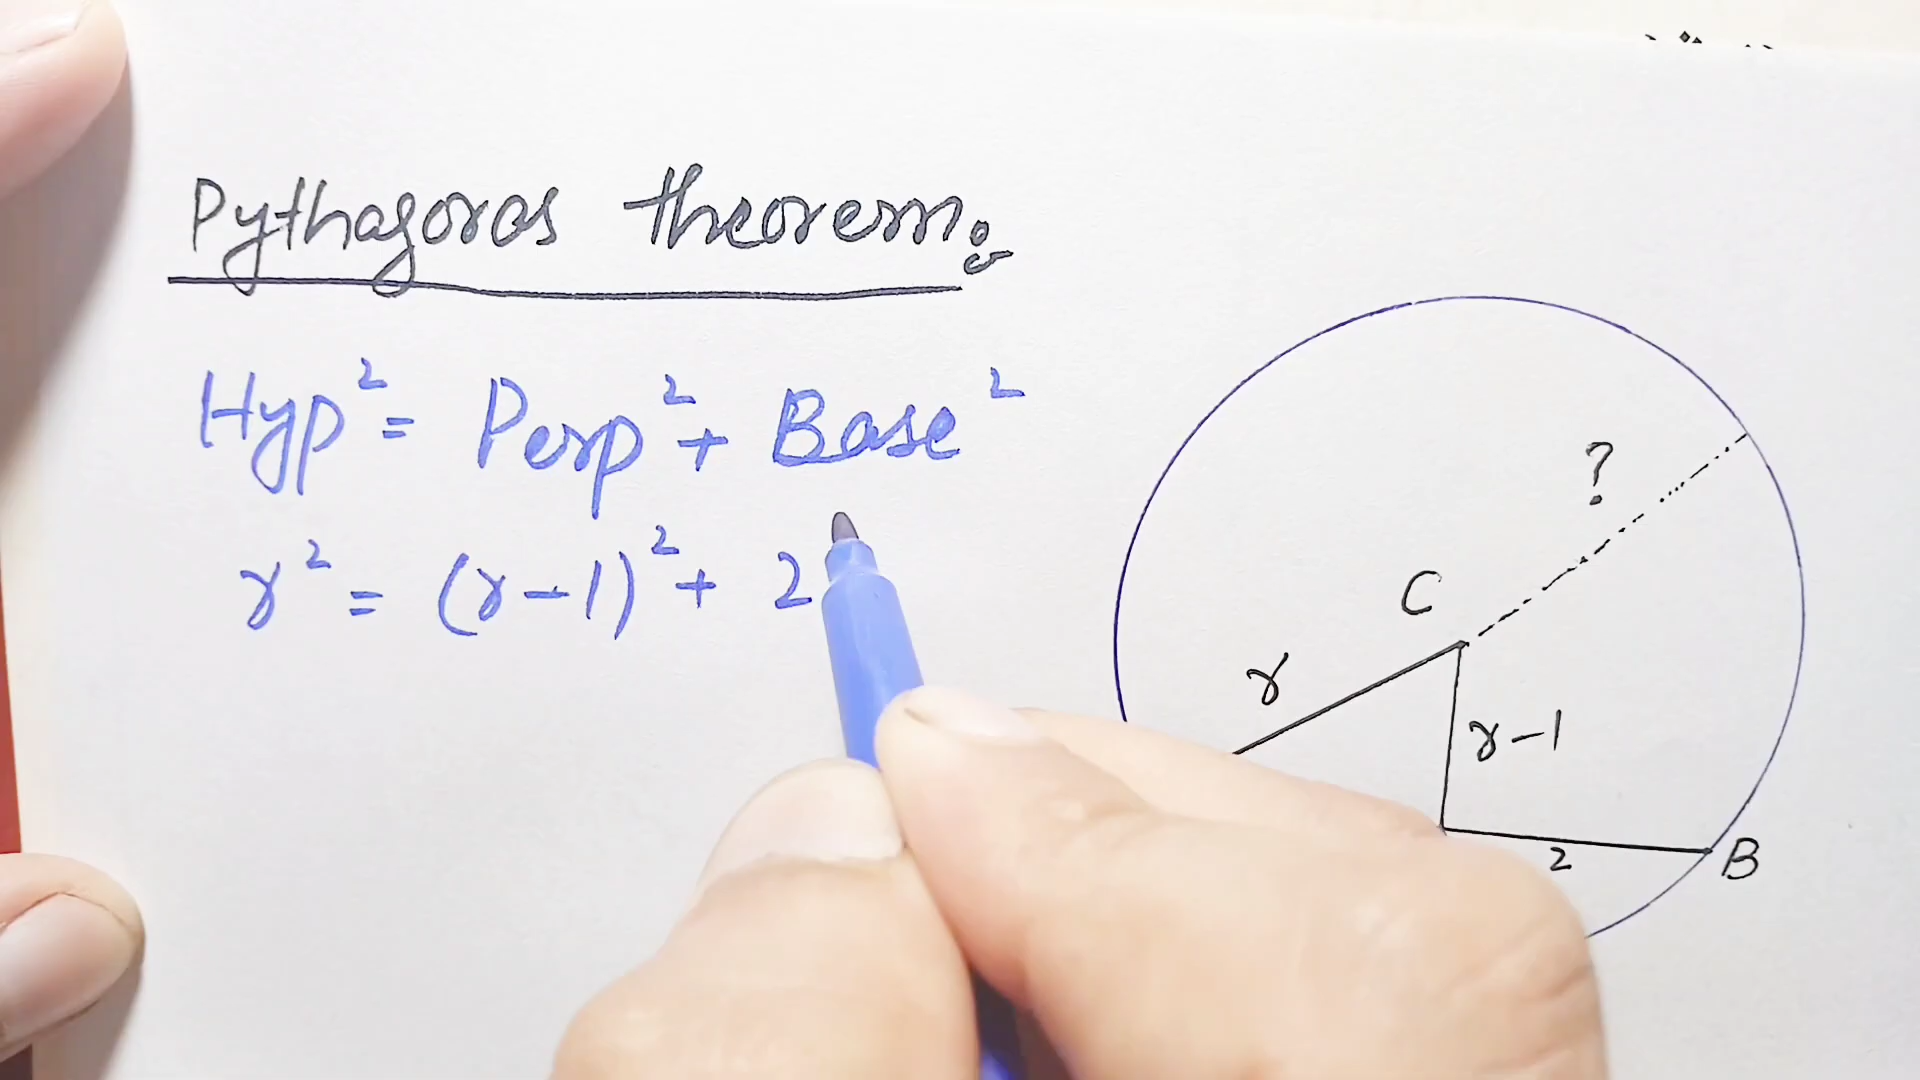 Pythagoras theorem:
Hyp² = Perp² + Base²
r² = (r-1)² + 2
?
C
r
r-1
2
B